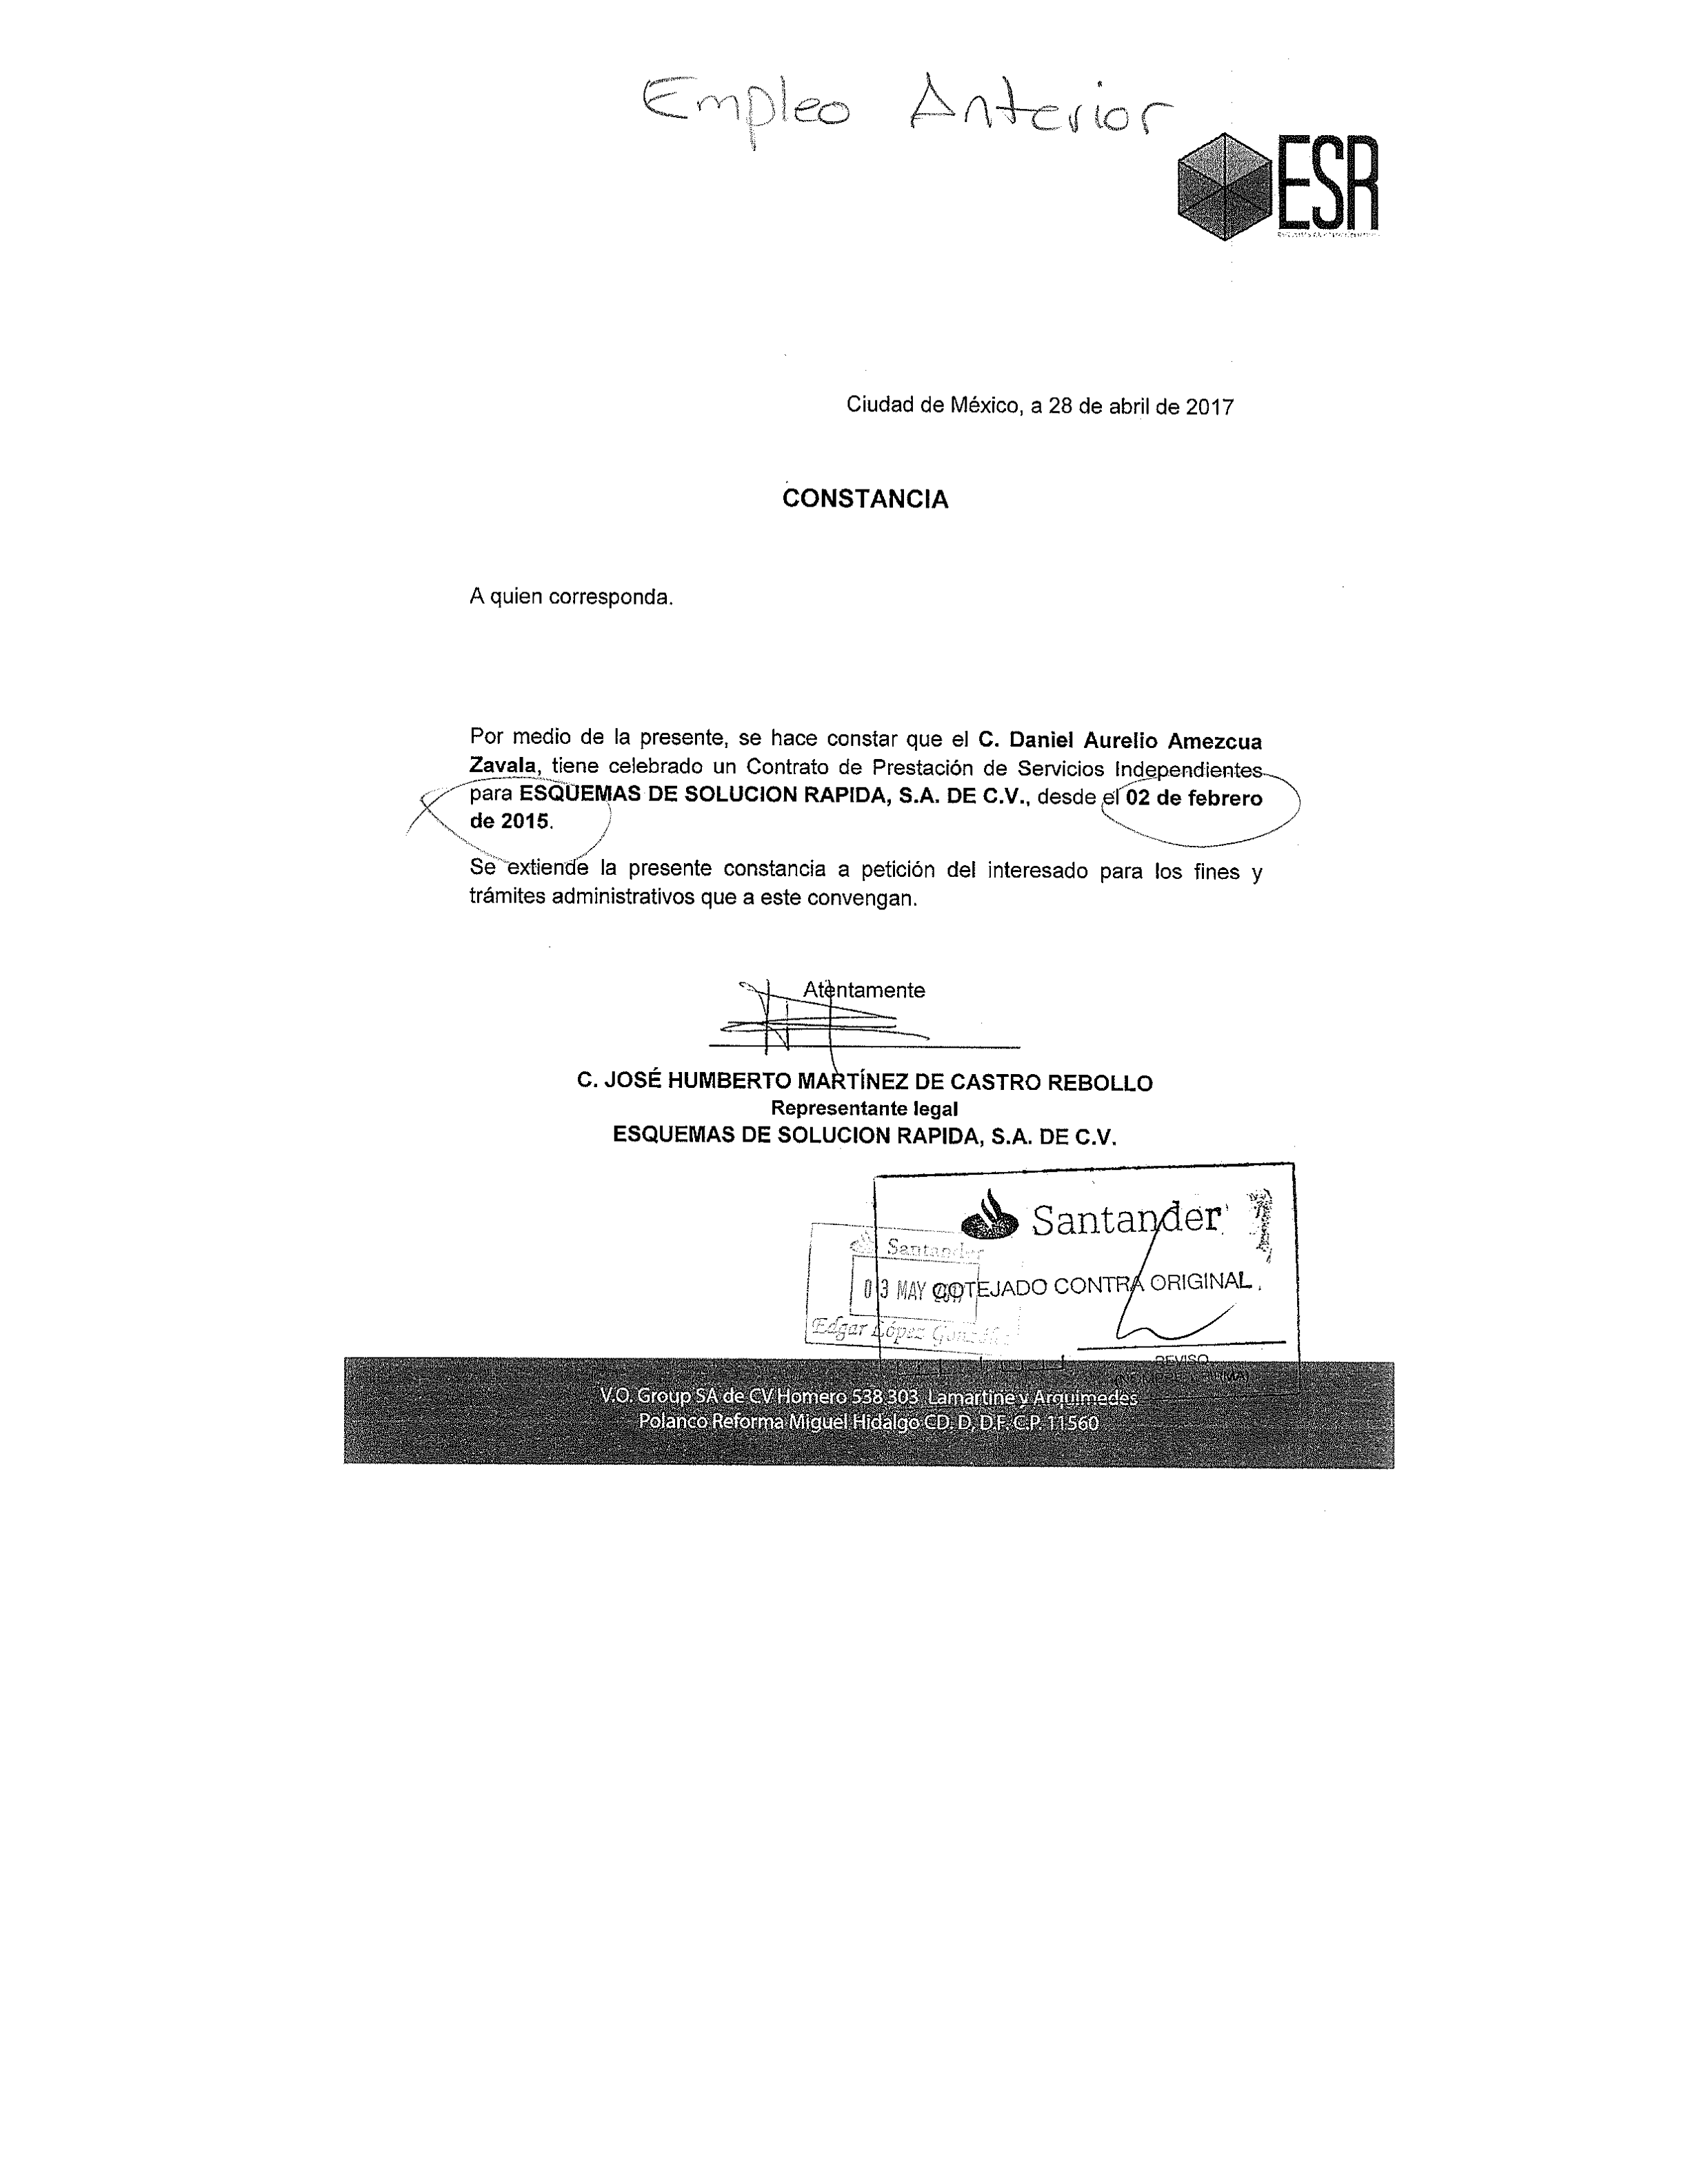 Empleo Anterior
ESR
Ciudad de México, a 28 de abril de 2017
CONSTANCIA
A quien corresponda.
Por medio de la presente, se hace constar que el C. Daniel Aurelio Amezcua
Zavala, tiene celebrado un Contrato de Prestación de Servicios Independientes
para ESQUEMAS DE SOLUCION RAPIDA, S.A. DE C.V., desde el 02 de febrero
de 2015.
Se extiende la presente constancia a petición del interesado para los fines y
trámites administrativos que a este convengan.
Atentamente
C. JOSÉ HUMBERTO MARTÍNEZ DE CASTRO REBOLLO
Representante legal
ESQUEMAS DE SOLUCION RAPIDA, S.A. DE C.V.
Santander
COTEJADO CONTRA ORIGINAL
Santander
03 MAY 2017
Edgar López González
REVISO
V.O. Group SA de CV Homero 538 303 Lamartine y Arquimedes
Polanco Reforma Miguel Hidalgo CD. D, D.F. C.P. 11560